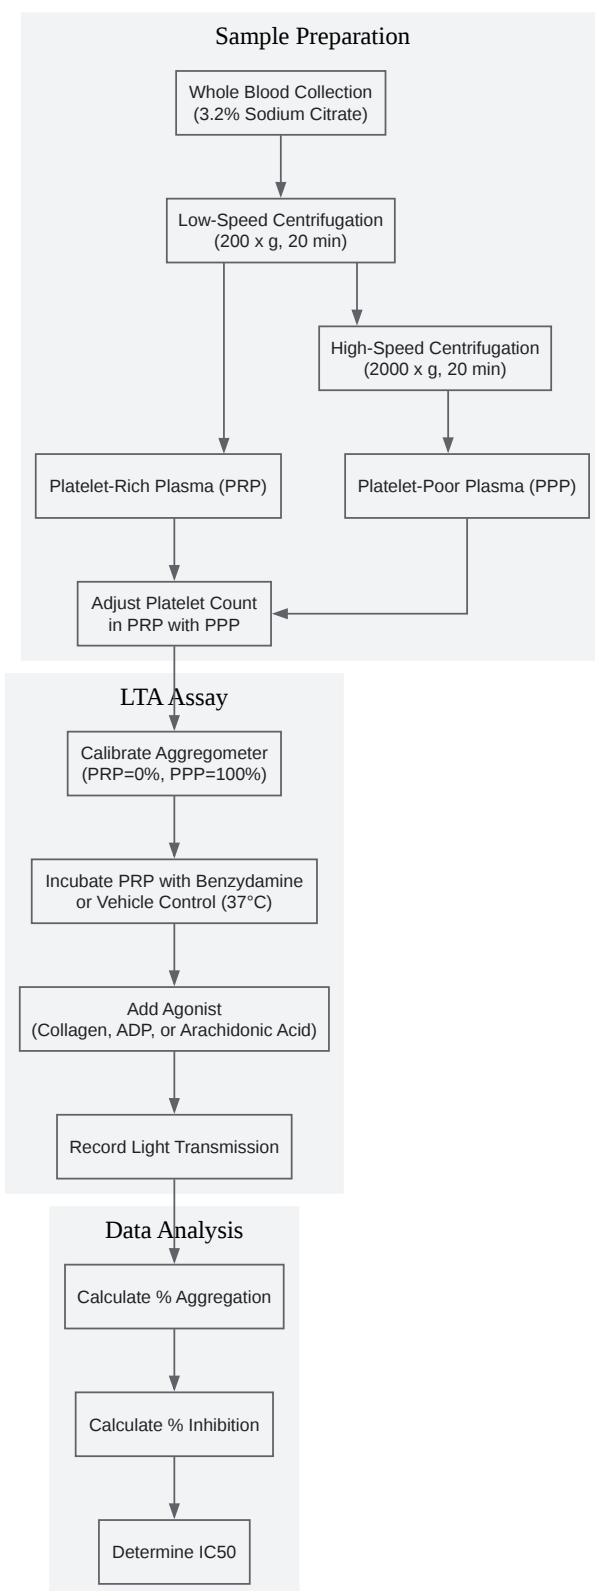 Sample Preparation
Whole Blood Collection
(3.2% Sodium Citrate)
Low-Speed Centrifugation
(200 x g, 20 min)
High-Speed Centrifugation
(2000 x g, 20 min)
Platelet-Rich Plasma (PRP)
Platelet-Poor Plasma (PPP)
Adjust Platelet Count
in PRP with PPP
LTA Assay
Calibrate Aggregometer
(PRP=0%, PPP=100%)
Incubate PRP with Benzydamine
or Vehicle Control (37°C)
Add Agonist
(Collagen, ADP, or Arachidonic Acid)
Record Light Transmission
Data Analysis
Calculate % Aggregation
Calculate % Inhibition
Determine IC50